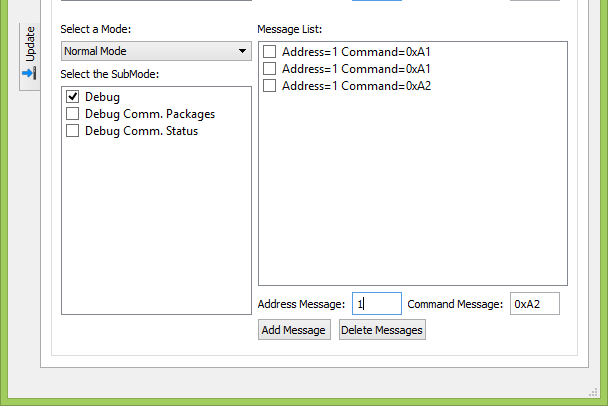 Update
Select a Mode:
Normal Mode
Select the SubMode:
Debug
Debug Comm. Packages
Debug Comm. Status
Message List:
Address=1 Command=0xA1
Address=1 Command=0xA1
Address=1 Command=0xA2
Address Message: 1 Command Message: 0xA2
Add Message Delete Messages